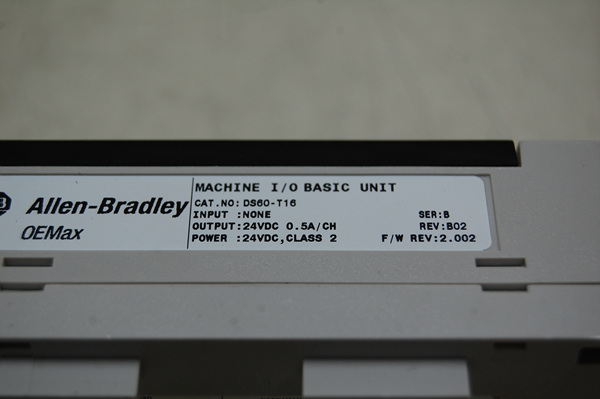 Allen-Bradley
OEMax
MACHINE I/O BASIC UNIT
CAT.NO: DS60-T16
INPUT :NONE SER:B
OUTPUT:24VDC 0.5A/CH REV:B02
POWER :24VDC,CLASS 2 F/W REV:2.002